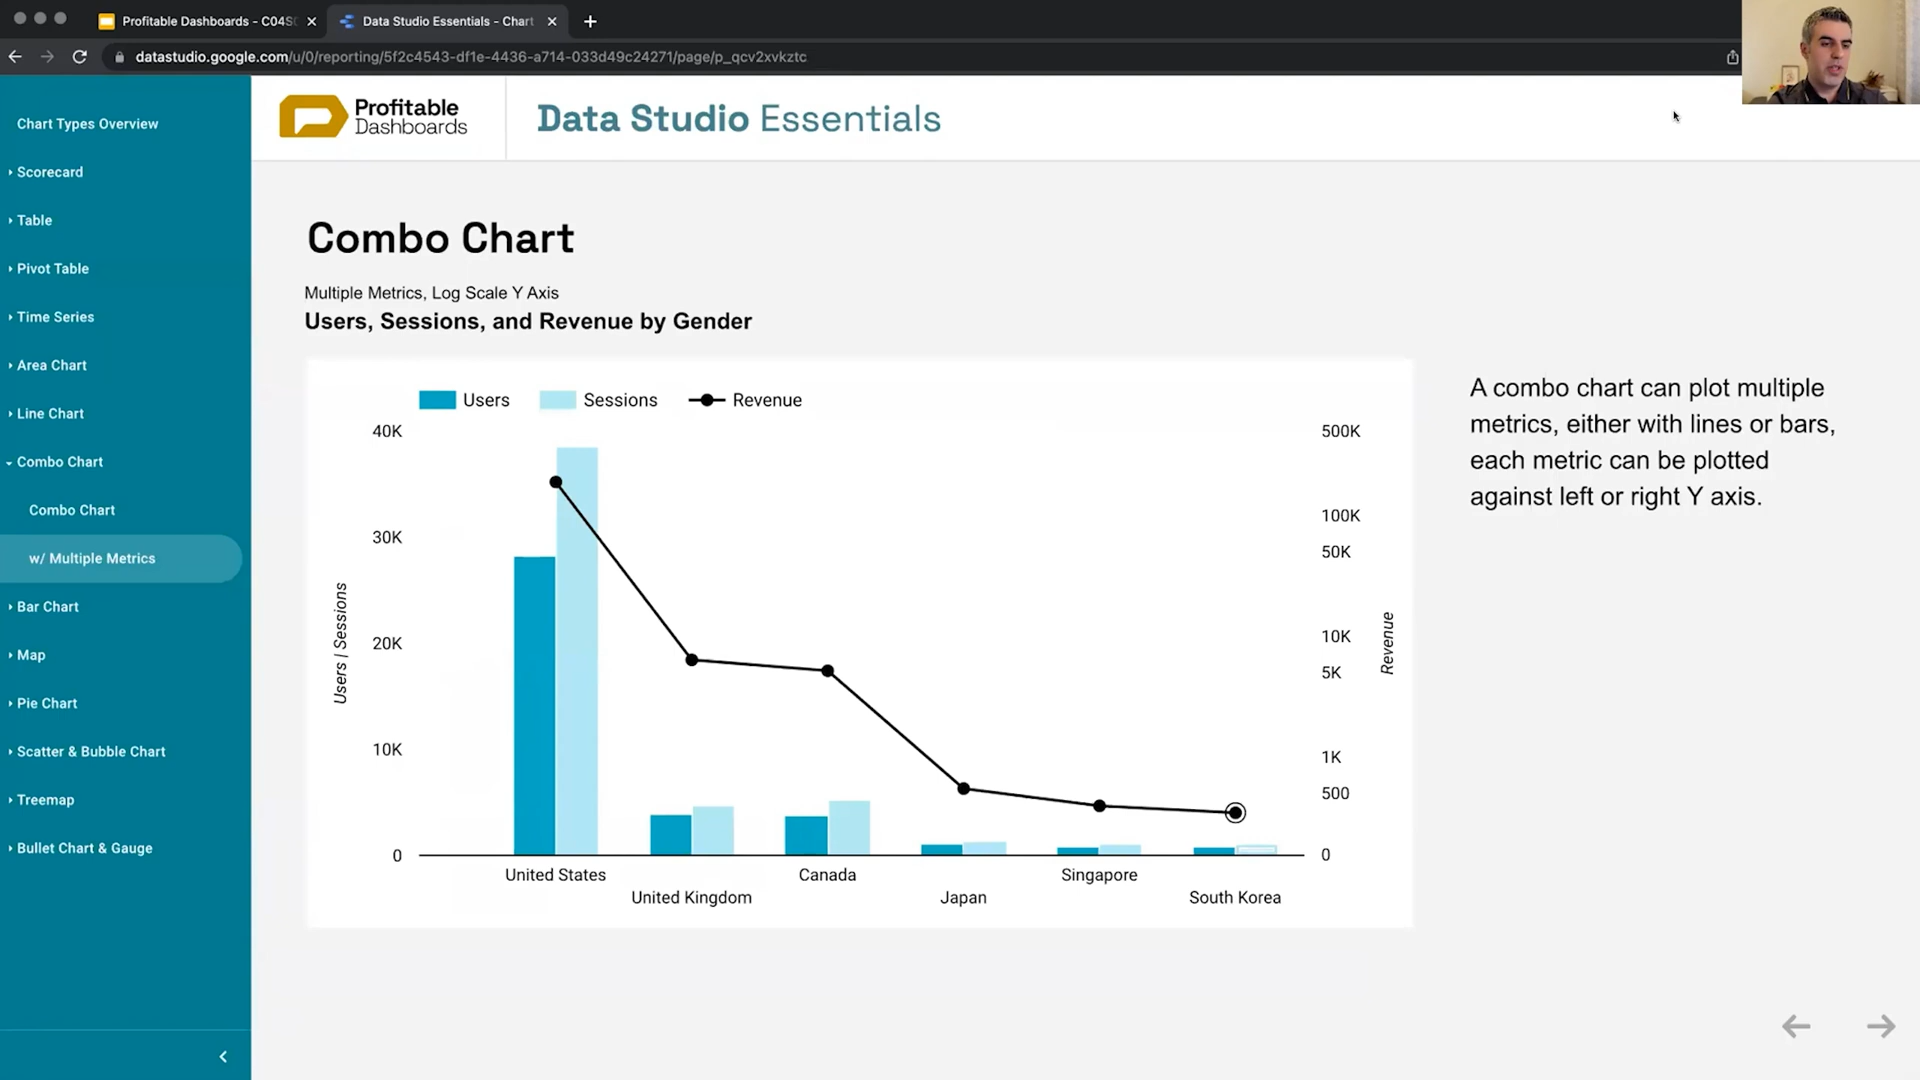 Profitable Dashboards - C04S0
Data Studio Essentials - Chart
datastudio.google.com/u/0/reporting/5f2c4543-df1e-4436-a714-033d49c24271/page/p_qcv2xvkztc
Chart Types Overview
Scorecard
Table
Pivot Table
Time Series
Area Chart
Line Chart
Combo Chart
Combo Chart
w/ Multiple Metrics
Bar Chart
Map
Pie Chart
Scatter & Bubble Chart
Treemap
Bullet Chart & Gauge
Profitable
Dashboards
Data Studio Essentials
Combo Chart
Multiple Metrics, Log Scale Y Axis
Users, Sessions, and Revenue by Gender
Users
Sessions
Revenue
40K
30K
20K
10K
0
Users | Sessions
500K
100K
50K
10K
5K
1K
500
0
Revenue
United States
United Kingdom
Canada
Japan
Singapore
South Korea
A combo chart can plot multiple
metrics, either with lines or bars,
each metric can be plotted
against left or right Y axis.